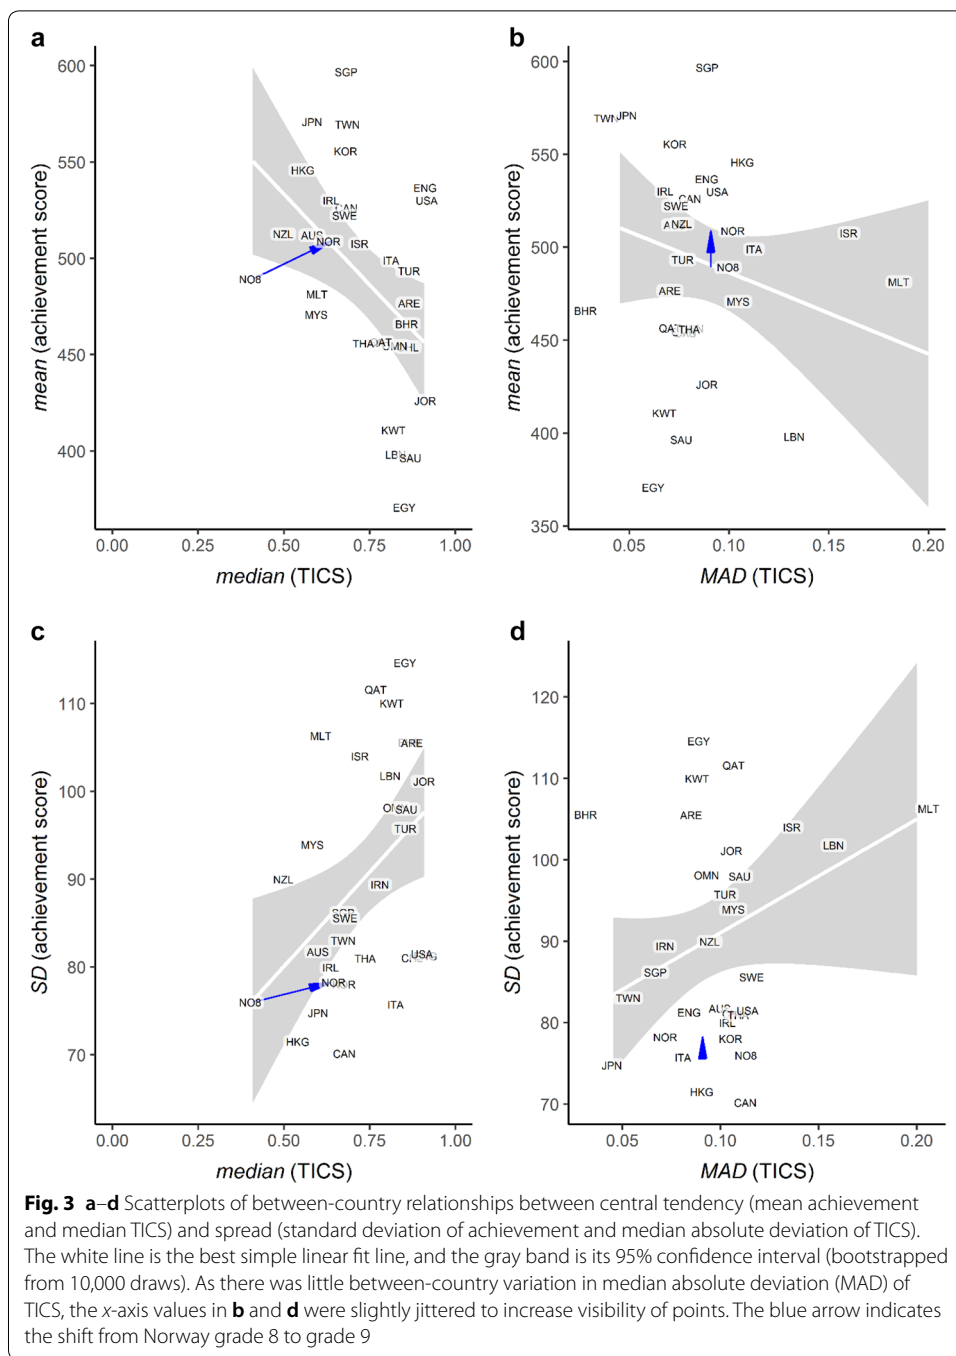 a
mean (achievement score)
600
550
500
450
400
SGP
JPN
TWN
KOR
HKG
ENG
USA
IRL
SWE
NZL
AUS
NOR
ISR
ITA
TUR
NO8
MLT
ARE
MYS
BHR
THA
QAT
OMN
JOR
KWT
LBN
SAU
EGY
0.00 0.25 0.50 0.75 1.00
median (TICS)
b
mean (achievement score)
600
550
500
450
400
350
SGP
TWN
JPN
KOR
HKG
ENG
USA
IRL
CAN
SWE
NZL
NOR
ISR
ITA
TUR
NO8
MLT
ARE
MYS
BHR
QAT
THA
JOR
KWT
SAU
LBN
EGY
0.05 0.10 0.15 0.20
MAD (TICS)
c
SD (achievement score)
110
100
90
80
70
EGY
QAT
KWT
MLT
ARE
ISR
LBN
JOR
OMN
SAU
TUR
MYS
NZL
IRN
SWE
TWN
AUS
THA
USA
IRL
NOR
NO8
JPN
ITA
HKG
CAN
0.00 0.25 0.50 0.75 1.00
median (TICS)
d
SD (achievement score)
120
110
100
90
80
70
EGY
QAT
KWT
BHR
ARE
MLT
ISR
LBN
JOR
OMN
SAU
TUR
MYS
IRN
NZL
SGP
SWE
TWN
ENG
AUS
USA
IRL
NOR
KOR
ITA
NO8
JPN
HKG
CAN
0.05 0.10 0.15 0.20
MAD (TICS)
Fig. 3 a–d Scatterplots of between-country relationships between central tendency (mean achievement
and median TICS) and spread (standard deviation of achievement and median absolute deviation of TICS).
The white line is the best simple linear fit line, and the gray band is its 95% confidence interval (bootstrapped
from 10,000 draws). As there was little between-country variation in median absolute deviation (MAD) of
TICS, the x-axis values in b and d were slightly jittered to increase visibility of points. The blue arrow indicates
the shift from Norway grade 8 to grade 9